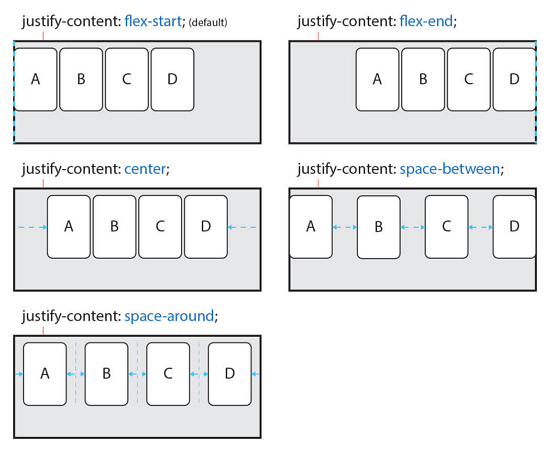 justify-content: flex-start; (default)
A B C D
justify-content: flex-end;
A B C D
justify-content: center;
A B C D
justify-content: space-between;
A B C D
justify-content: space-around;
A B C D